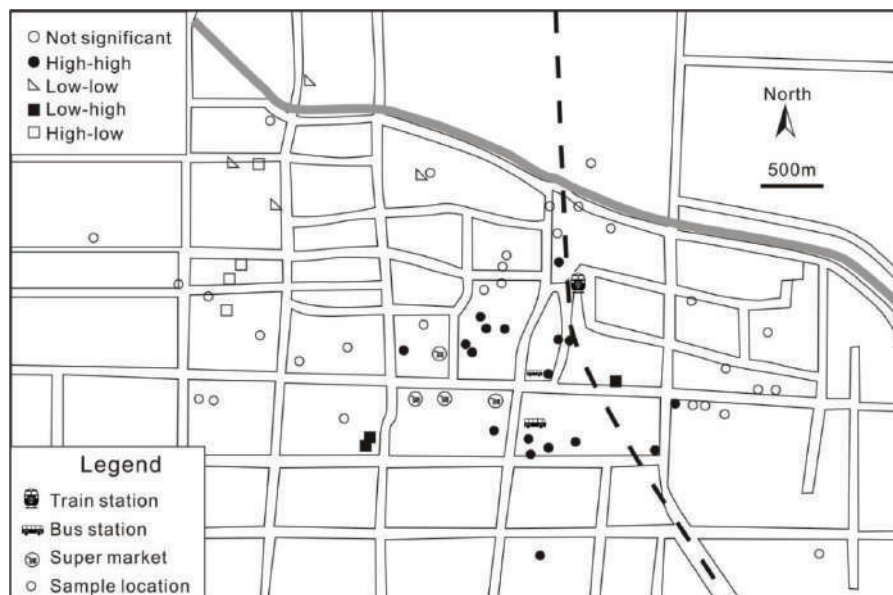 Not significant
High-high
Low-low
Low-high
High-low
North
500m
Legend
Train station
Bus station
Super market
Sample location